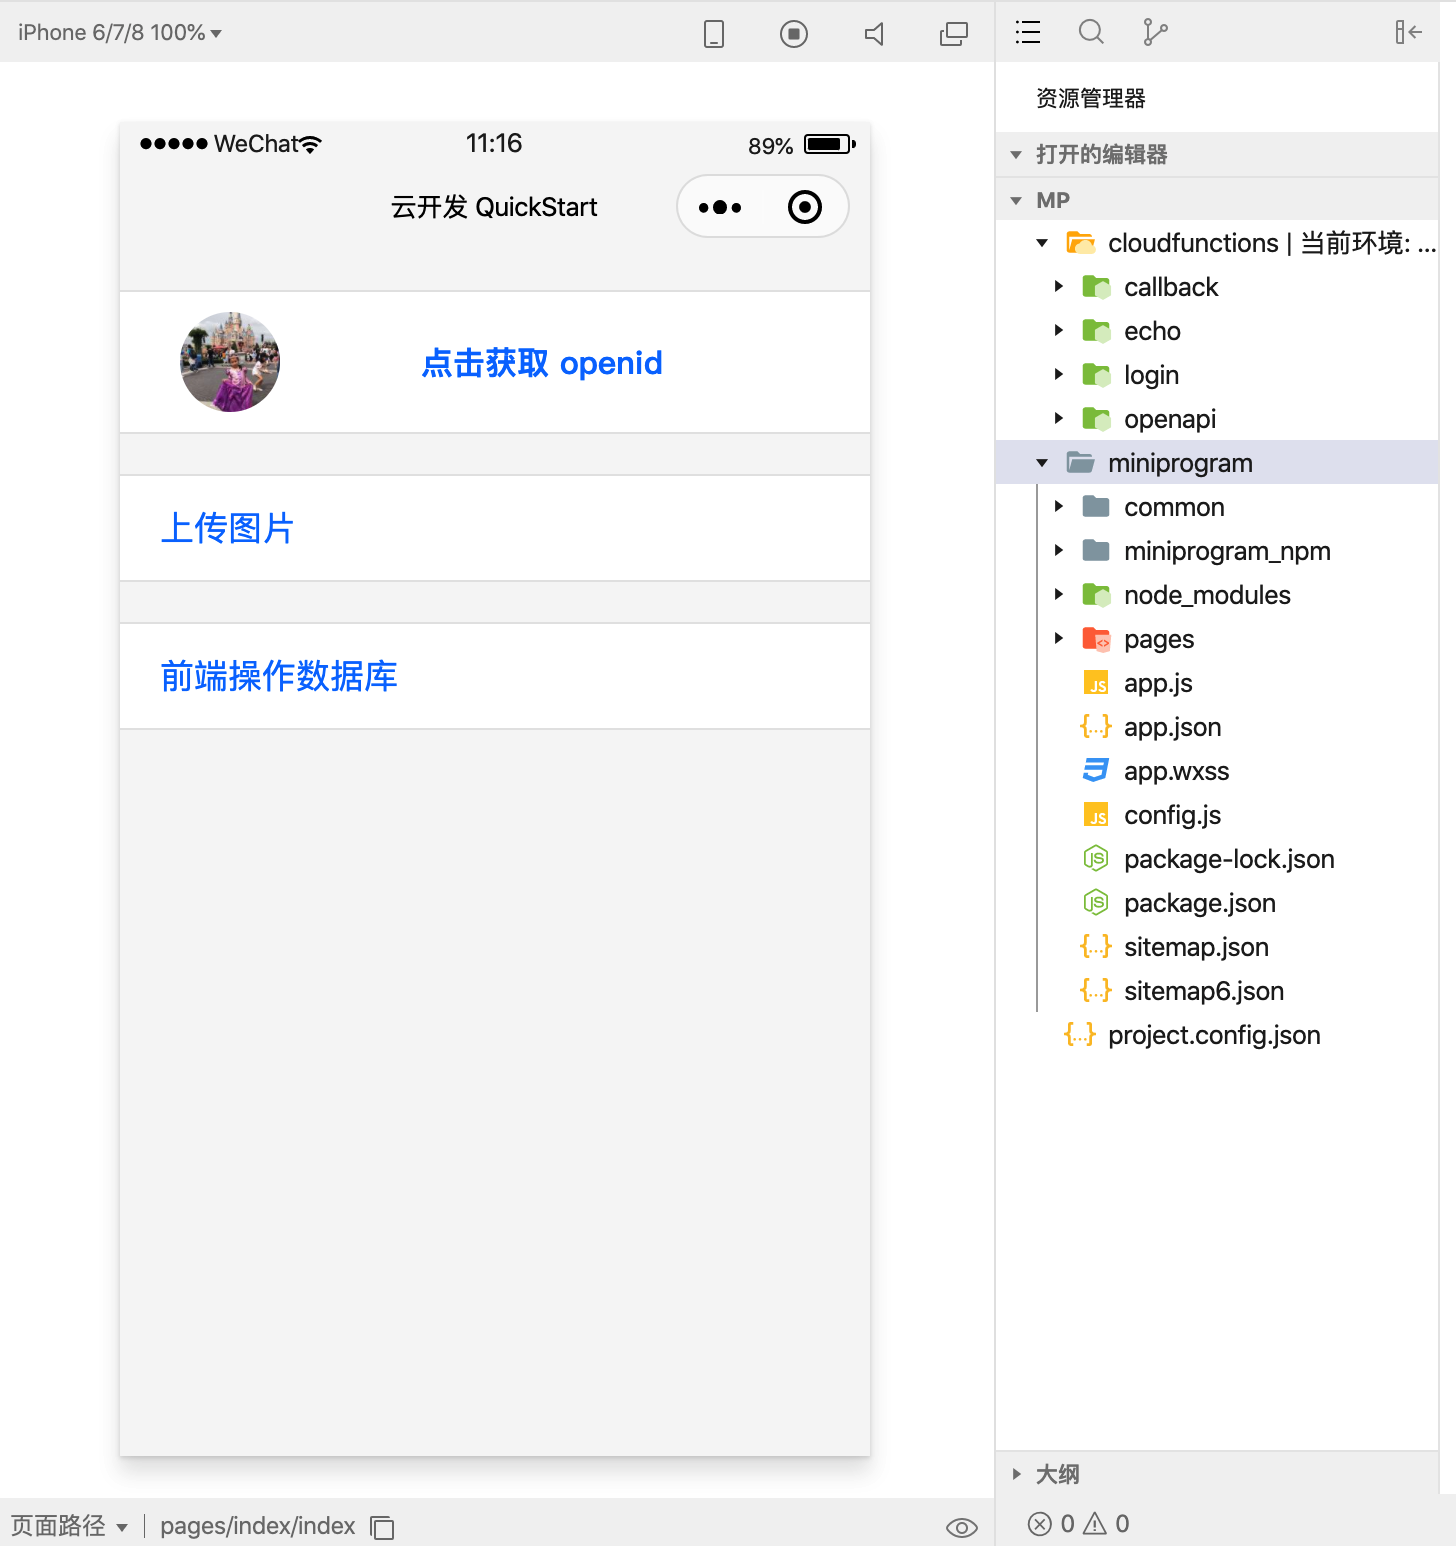 iPhone 6/7/8 100%
WeChat
11:16
89%
云开发 QuickStart
点击获取 openid
上传图片
前端操作数据库
页面路径
pages/index/index
资源管理器
打开的编辑器
MP
cloudfunctions | 当前环境: ...
callback
echo
login
openapi
miniprogram
common
miniprogram_npm
node_modules
pages
JS app.js
{...} app.json
app.wxss
JS config.js
JS package-lock.json
JS package.json
{...} sitemap.json
{...} sitemap6.json
{...} project.config.json
大纲
0 0